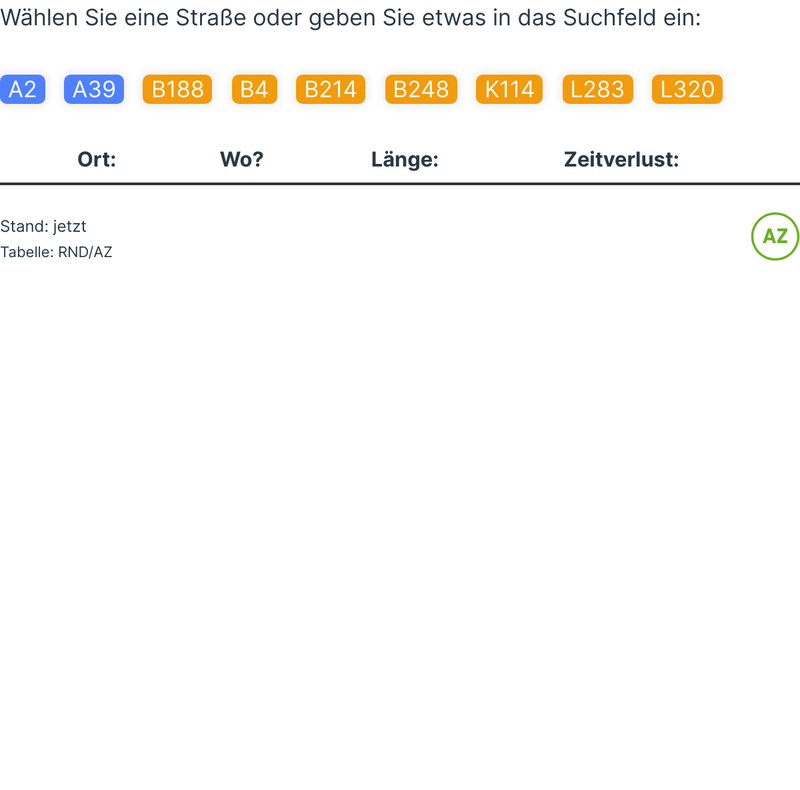 Wählen Sie eine Straße oder geben Sie etwas in das Suchfeld ein:
A2 A39 B188 B4 B214 B248 K114 L283 L320
Ort: Wo? Länge: Zeitverlust:
Stand: jetzt
Tabelle: RND/AZ
AZ